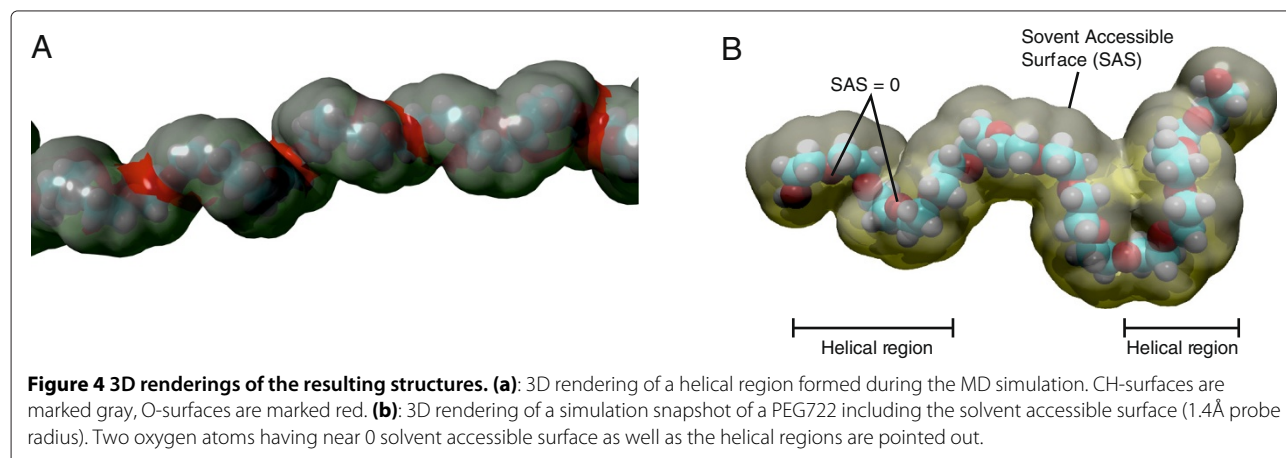 A
B
Sovent Accessible
Surface (SAS)
SAS = 0
Helical region
Helical region
Figure 4 3D renderings of the resulting structures. (a): 3D rendering of a helical region formed during the MD simulation. CH-surfaces are
marked gray, O-surfaces are marked red. (b): 3D rendering of a simulation snapshot of a PEG722 including the solvent accessible surface (1.4Å probe
radius). Two oxygen atoms having near 0 solvent accessible surface as well as the helical regions are pointed out.